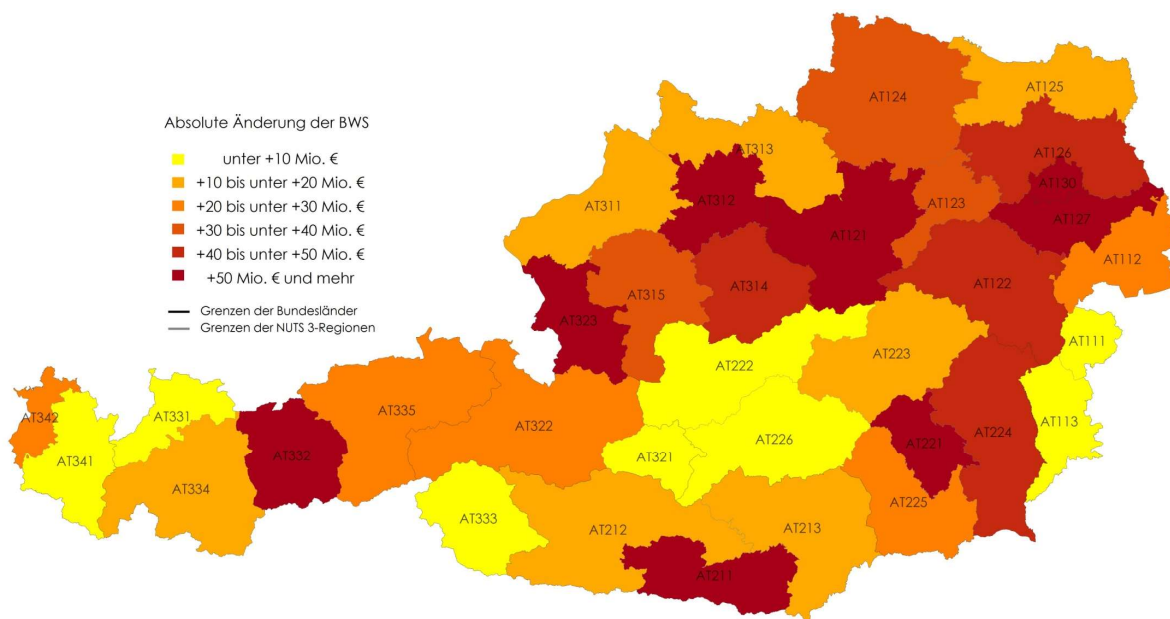 Absolute Änderung der BWS
unter +10 Mio. €
+10 bis unter +20 Mio. €
+20 bis unter +30 Mio. €
+30 bis unter +40 Mio. €
+40 bis unter +50 Mio. €
+50 Mio. € und mehr
Grenzen der Bundesländer
Grenzen der NUTS 3-Regionen
AT125
AT124
AT313
AT126
AT130
AT312
AT123
AT311
AT127
AT121
AT112
AT122
AT314
AT315
AT323
AT111
AT223
AT222
AT335
AT331
AT342
AT322
AT113
AT226
AT221
AT224
AT332
AT321
AT341
AT334
AT225
AT333
AT212
AT213
AT211